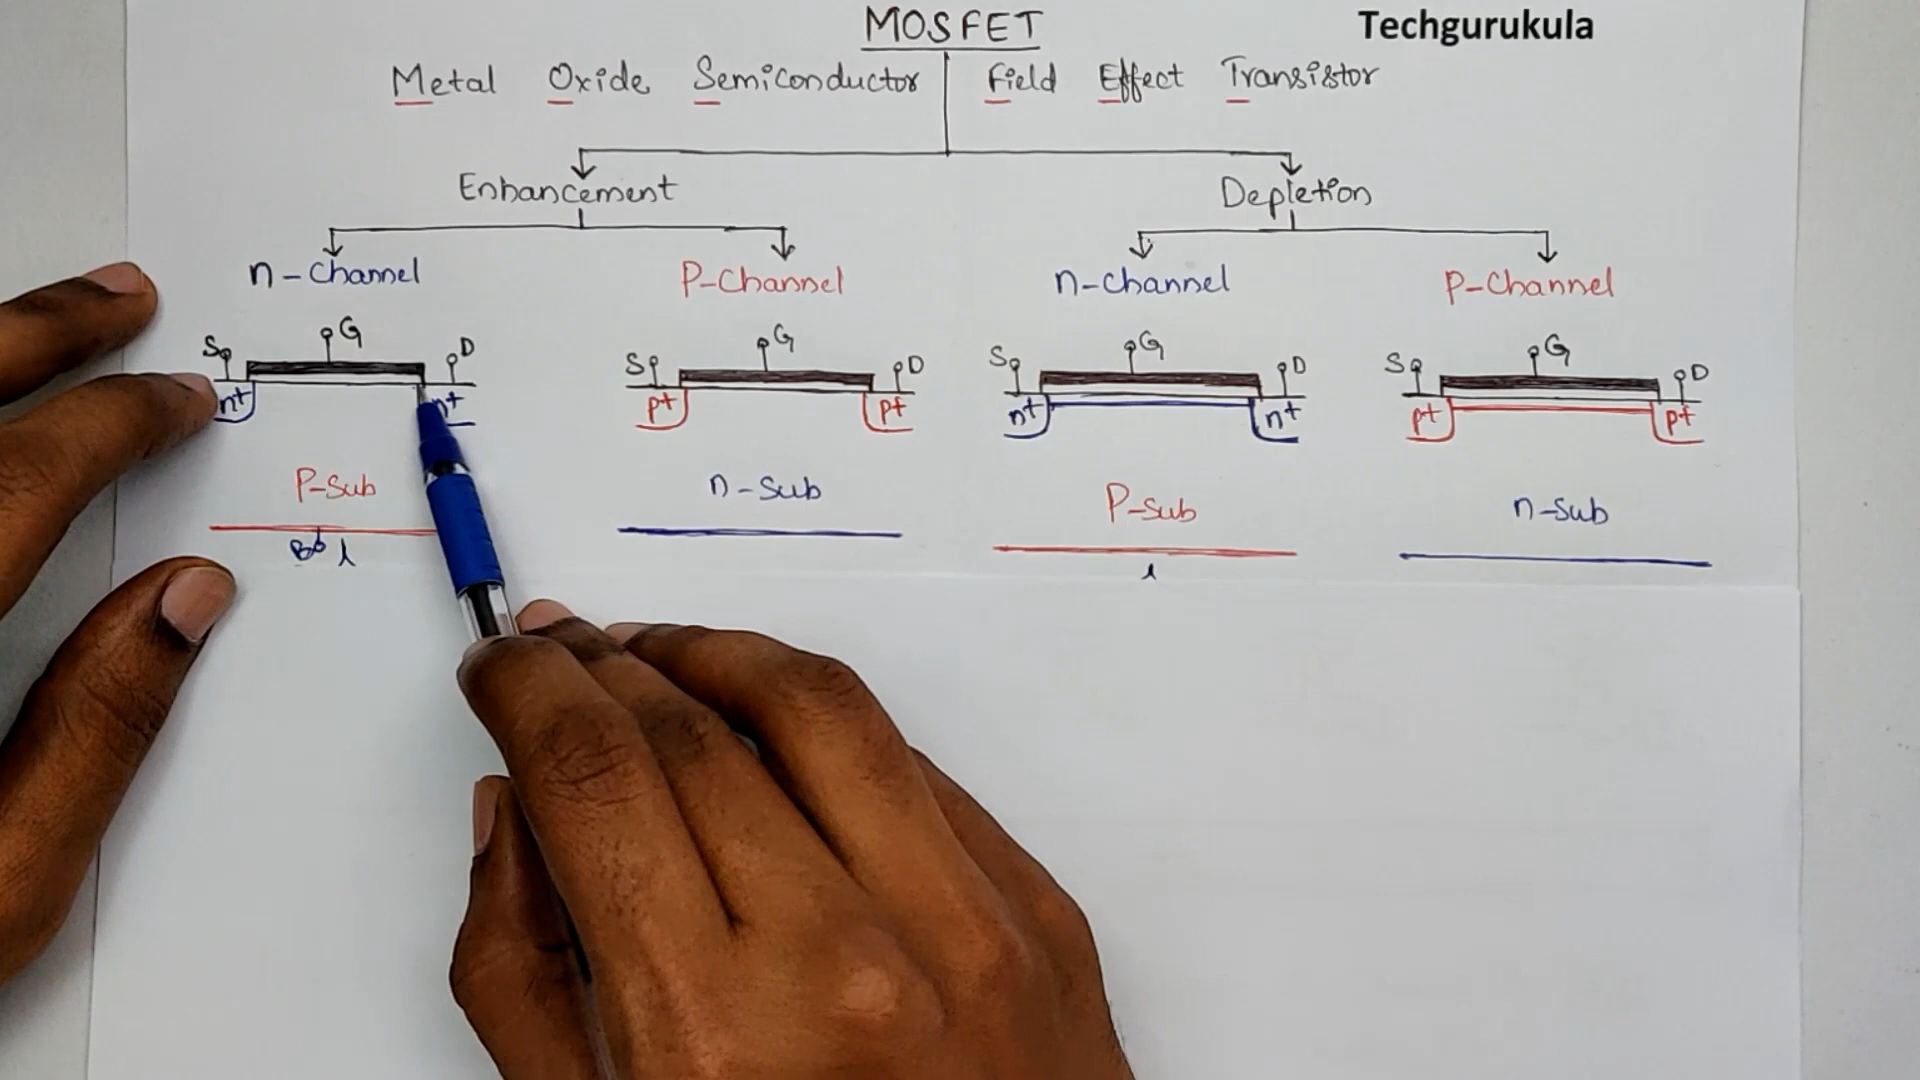 MOSFET
Techgurukula
Metal Oxide Semiconductor Field Effect Transistor
Enhancement
Depletion
n-Channel
P-Channel
n-Channel
P-Channel
S G D
S G D
S G D
S G D
n+ n+
p+ p+
n+ n+
p+ p+
P-Sub
n-Sub
P-Sub
n-Sub
B